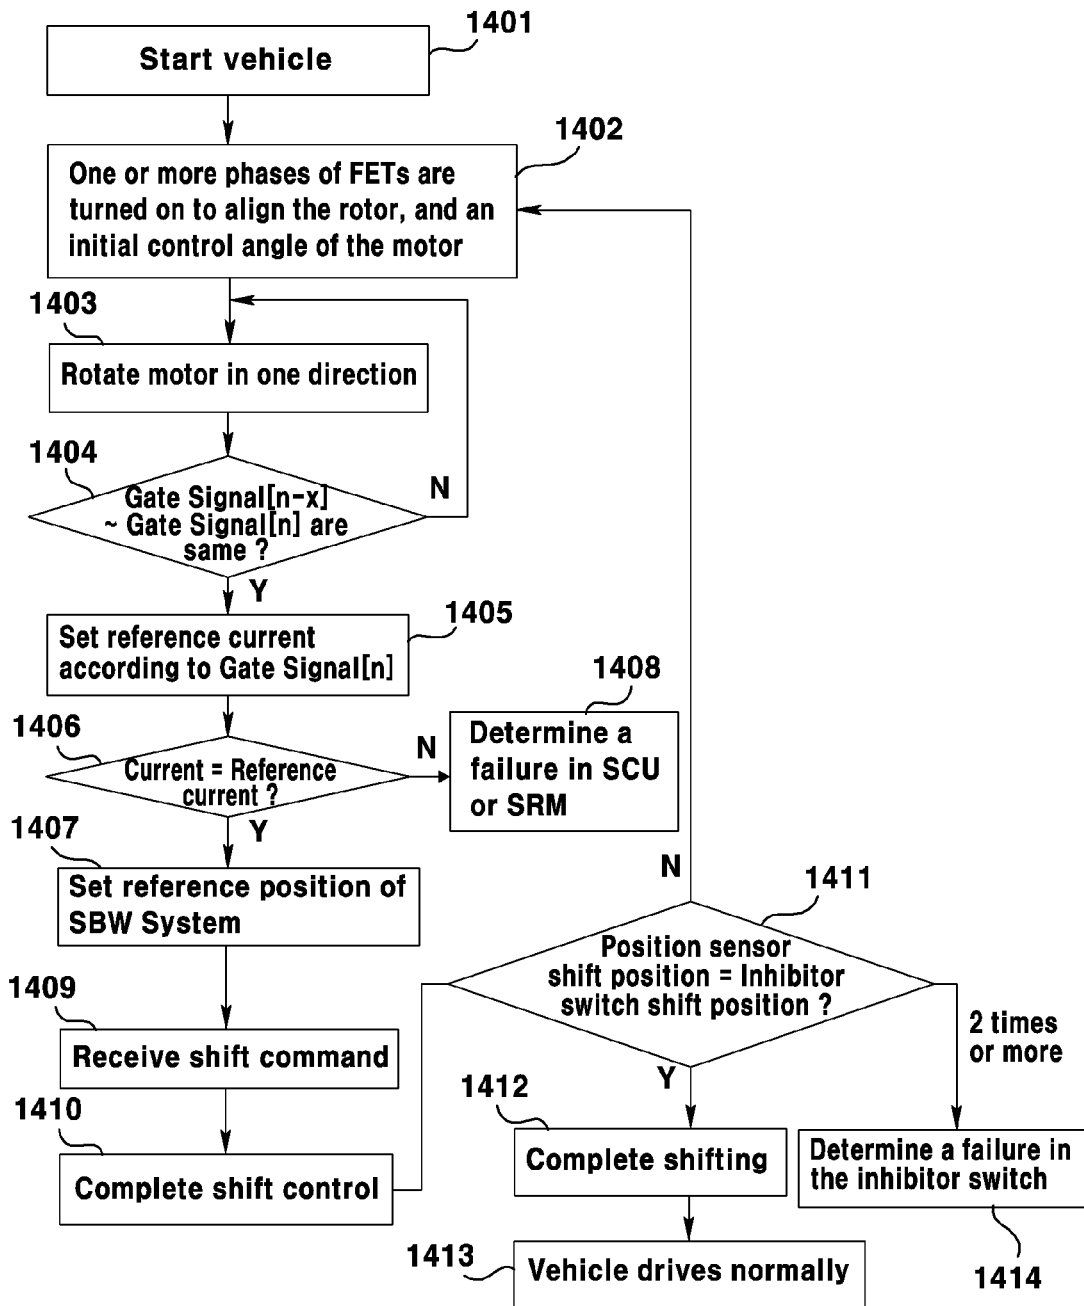 1401
Start vehicle
1402
One or more phases of FETs are
turned on to align the rotor, and an
initial control angle of the motor
1403
Rotate motor in one direction
1404
Gate Signal[n-x]
~ Gate Signal[n] are
same ?
N
Y
1405
Set reference current
according to Gate Signal[n]
1406
Current = Reference
current ?
N
Y
1408
Determine a
failure in SCU
or SRM
1407
Set reference position of
SBW System
1409
Receive shift command
1410
Complete shift control
1411
Position sensor
shift position = Inhibitor
switch shift position ?
N
Y
2 times
or more
1412
Complete shifting
1413
Vehicle drives normally
Determine a failure in
the inhibitor switch
1414